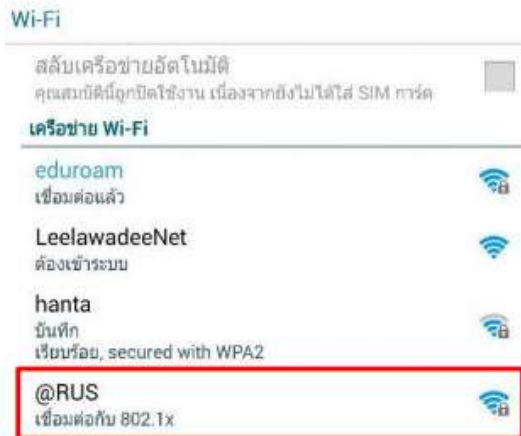 Wi-Fi
สลับเครือข่ายอัตโนมัติ
คุณสมบัตินี้ถูกปิดใช้งาน เนื่องจากยังไม่ได้ใส่ SIM การ์ด
เครือข่าย Wi-Fi
eduroam
เชื่อมต่อแล้ว
LeelawadeeNet
ต้องเข้าระบบ
hanta
บันทึก
เรียบร้อย, secured with WPA2
@RUS
เชื่อมต่อกับ 802.1x